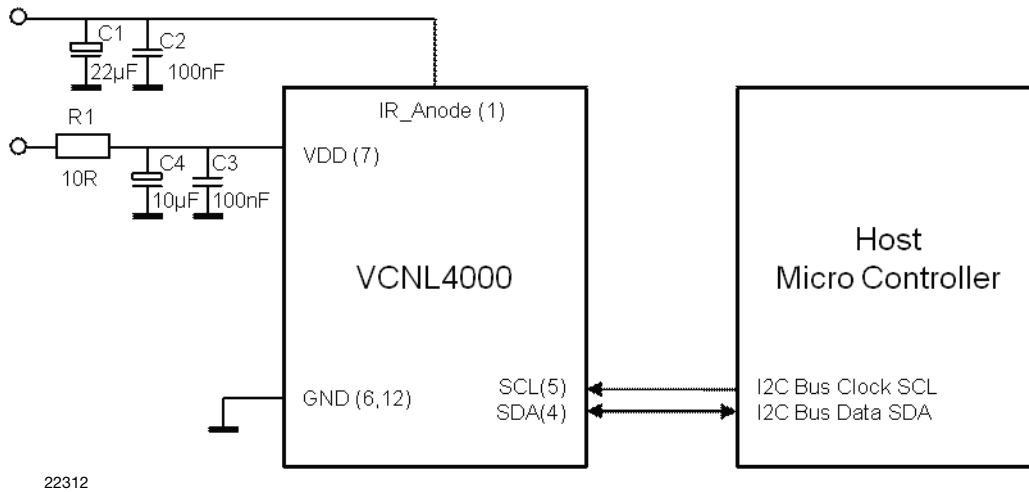 C1
C2
22µF
100nF
IR_Anode (1)
R1
VDD (7)
C4
C3
10R
10µF
100nF
VCNL4000
Host
Micro Controller
GND (6,12)
SCL(5)
I2C Bus Clock SCL
SDA(4)
I2C Bus Data SDA
22312